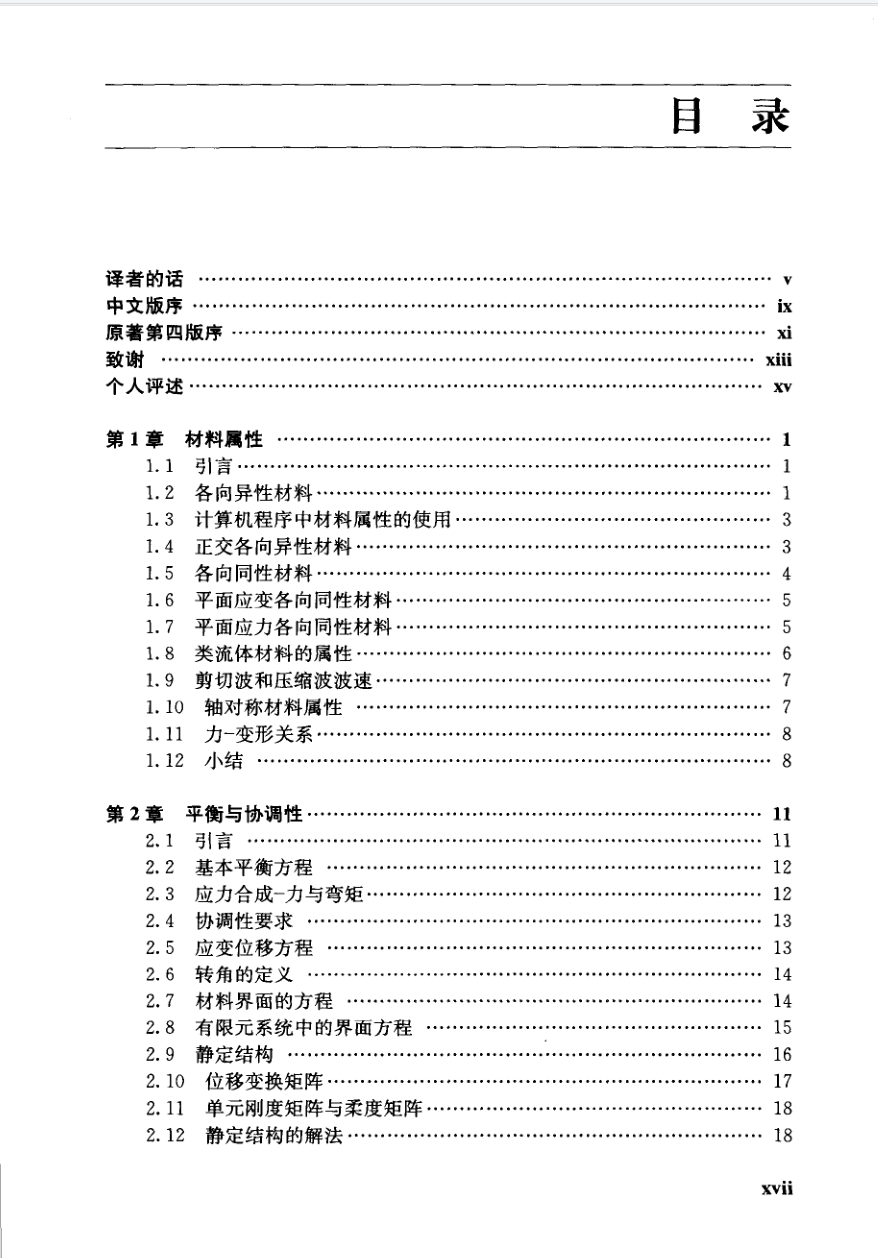 目 录
译者的话 …… v
中文版序 …… ix
原著第四版序 …… xi
致谢 …… xiii
个人评述 …… xv
第1章 材料属性 …… 1
1.1 引言 …… 1
1.2 各向异性材料 …… 1
1.3 计算机程序中材料属性的使用 …… 3
1.4 正交各向异性材料 …… 3
1.5 各向同性材料 …… 4
1.6 平面应变各向同性材料 …… 5
1.7 平面应力各向同性材料 …… 5
1.8 类流体材料的属性 …… 6
1.9 剪切波和压缩波波速 …… 7
1.10 轴对称材料属性 …… 7
1.11 力-变形关系 …… 8
1.12 小结 …… 8
第2章 平衡与协调性 …… 11
2.1 引言 …… 11
2.2 基本平衡方程 …… 12
2.3 应力合成-力与弯矩 …… 12
2.4 协调性要求 …… 13
2.5 应变位移方程 …… 13
2.6 转角的定义 …… 14
2.7 材料界面的方程 …… 14
2.8 有限元系统中的界面方程 …… 15
2.9 静定结构 …… 16
2.10 位移变换矩阵 …… 17
2.11 单元刚度矩阵与柔度矩阵 …… 18
2.12 静定结构的解法 …… 18
xvii